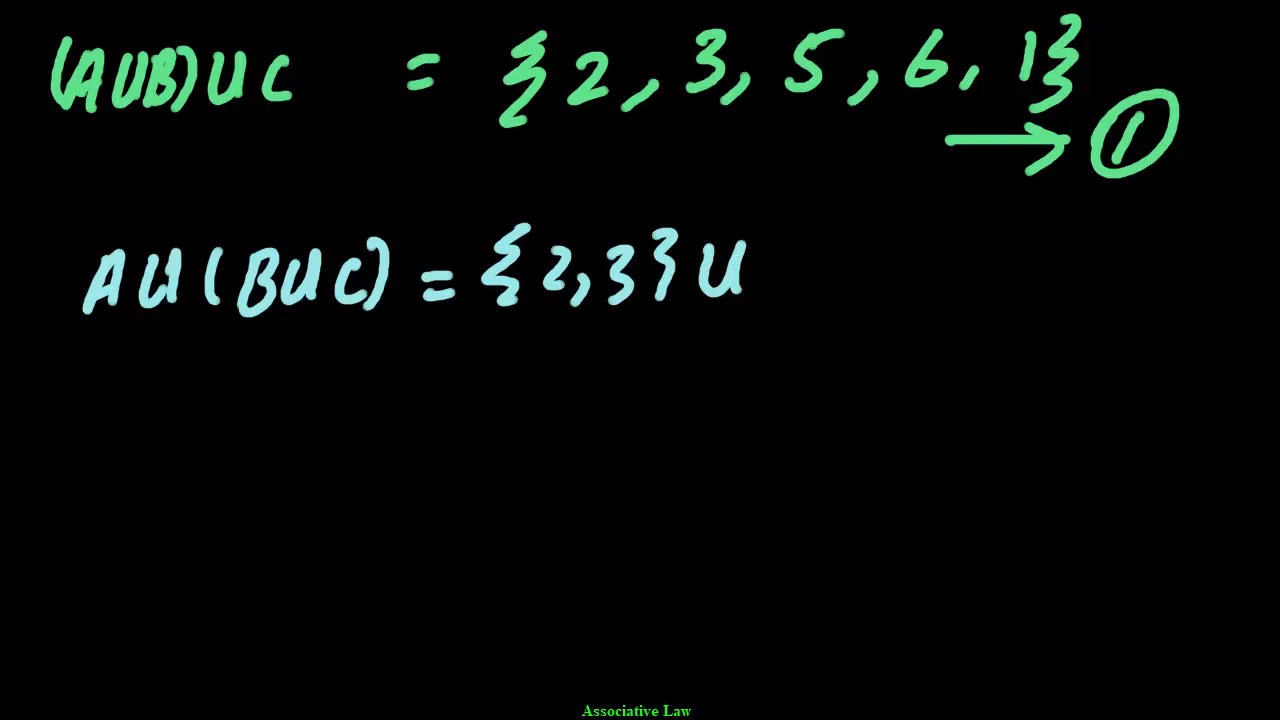 (AUB)UC = {2, 3, 5, 6, 1}
→ ①
AU(BUC) = {2,3}U
Associative Law